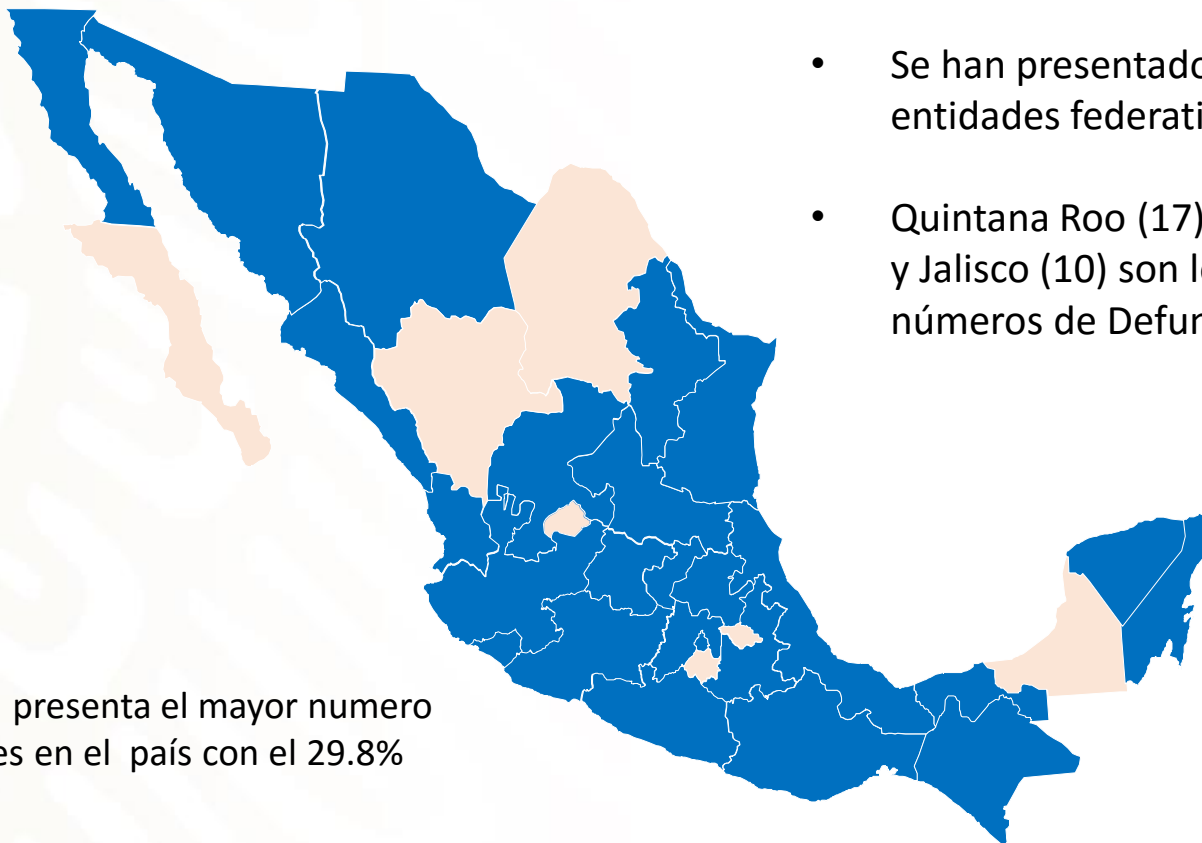 • Se han presentado
entidades federati
• Quintana Roo (17)
y Jalisco (10) son l
números de Defu
presenta el mayor numero
es en el país con el 29.8%